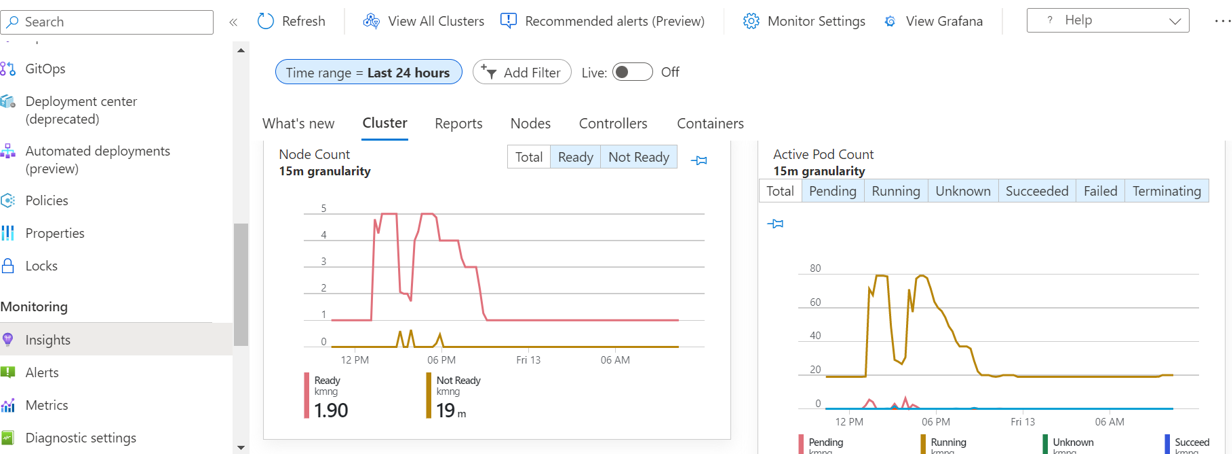 Search
«
Refresh
View All Clusters
Recommended alerts (Preview)
Monitor Settings
View Grafana
? Help
...
GitOps
Deployment center
(deprecated)
Automated deployments
(preview)
Policies
Properties
Locks
Monitoring
Insights
Alerts
Metrics
Diagnostic settings
Time range = Last 24 hours
Add Filter
Live: Off
What's new
Cluster
Reports
Nodes
Controllers
Containers
Node Count
15m granularity
Total Ready Not Ready
5
4
3
2
1
0
12 PM 06 PM Fri 13 06 AM
Ready
kmng
1.90
Not Ready
kmng
19 m
Active Pod Count
15m granularity
Total Pending Running Unknown Succeeded Failed Terminating
80
60
40
20
0
12 PM 06 PM Fri 13 06 AM
Pending
kmng
Running
kmng
Unknown
kmng
Succeed
kmng